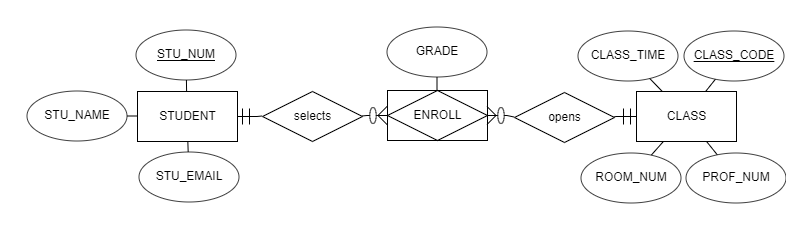 GRADE
STU_NUM
CLASS_TIME
CLASS_CODE
STU_NAME
STUDENT
selects
ENROLL
opens
CLASS
STU_EMAIL
ROOM_NUM
PROF_NUM